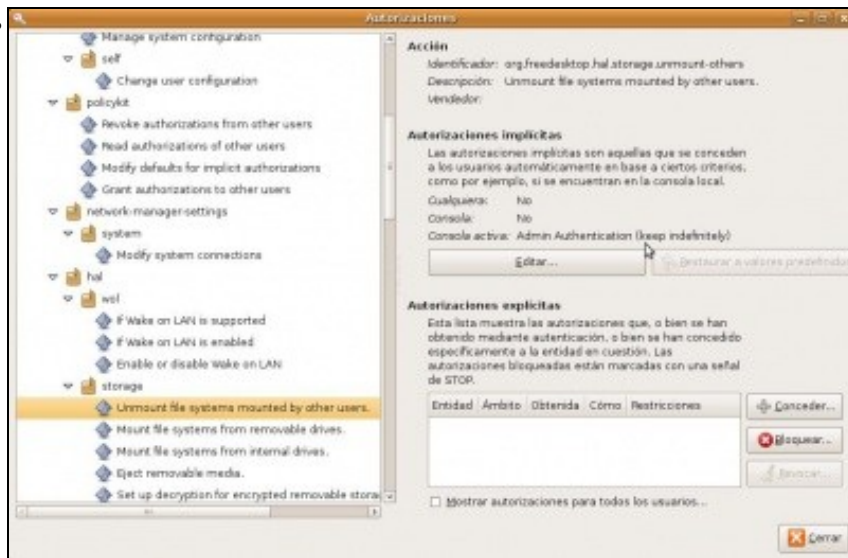 Autorizaciones
Manage system configuration
self
Change user configuration
policykit
Revoke authorizations from other users
Read authorizations of other users
Modify defaults for implicit authorizations
Grant authorizations to other users
network-manager-settings
system
Modify system connections
hal
wol
If Wake on LAN is supported
If Wake on LAN is enabled
Enable or disable Wake on LAN
storage
Unmount file systems mounted by other users.
Mount file systems from removable drives.
Mount file systems from internal drives.
Eject removable media.
Set up decryption for encrypted removable stora
Acción
Identificador: org.freedesktop.hal.storage.unmount-others
Descripción: Unmount file systems mounted by other users.
Vendedor:
Autorizaciones implícitas
Las autorizaciones implícitas son aquellas que se conceden
a los usuarios automáticamente en base a ciertos criterios,
como por ejemplo, si se encuentran en la consola local.
Cualquiera: No
Consola: No
Consola activa: Admin Authentication (keep indefinitely)
Editar...
Restaurar a valores predefinidos
Autorizaciones explícitas
Esta lista muestra las autorizaciones que, o bien se han
obtenido mediante autenticación, o bien se han concedido
específicamente a la entidad en cuestión. Las
autorizaciones bloqueadas están marcadas con una señal
de STOP.
Entidad Ámbito Obtenida Cómo Restricciones
Conceder...
Bloquear...
Revocar...
Mostrar autorizaciones para todos los usuarios...
Cerrar